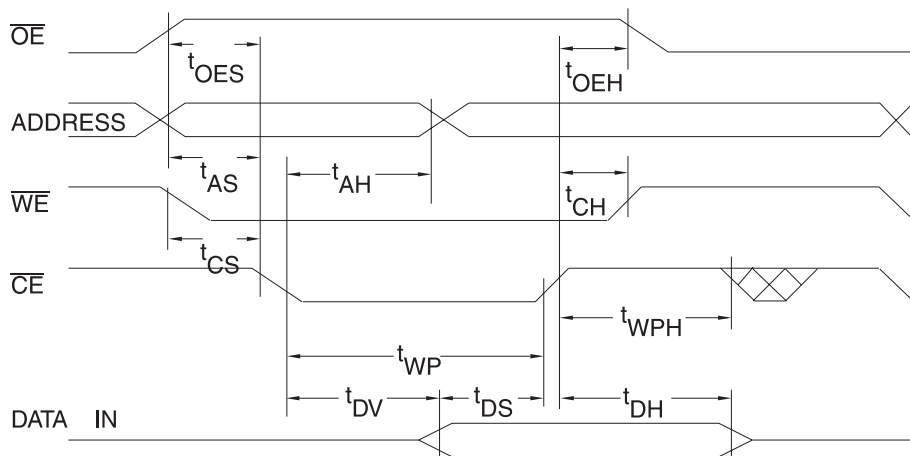 OE
tOES
tOEH
ADDRESS
tAS
tAH
WE
tCH
tCS
CE
tWPH
tWP
tDV
tDS
tDH
DATA IN